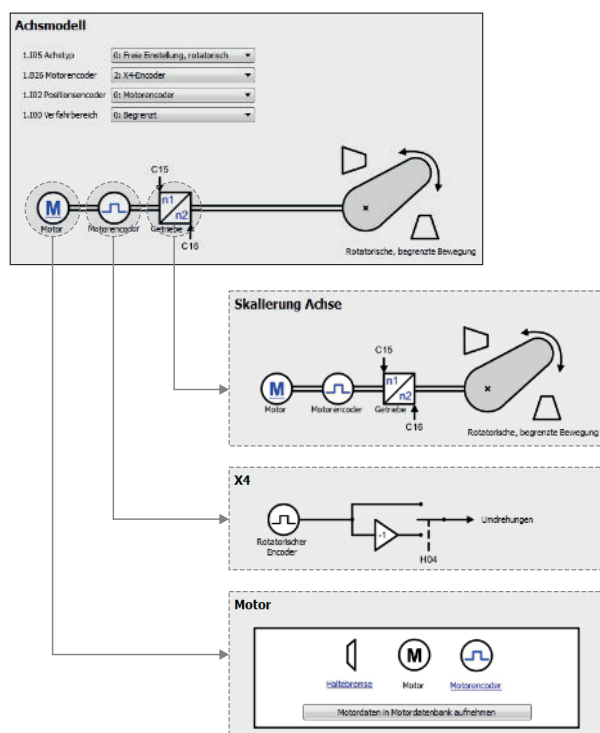 Achsmodell
1.I05 Achstyp 0: Freie Einstellung, rotatorisch
1.B26 Motorencoder 2: X4-Encoder
1.I02 Positionsencoder 0: Motorencoder
1.I00 Verfahrbereich 0: Begrenzt
C15
M
n1
n2
Motor Motorencoder Getriebe
C16
Rotatorische, begrenzte Bewegung
Skalierung Achse
C15
M
n1
n2
Motor Motorencoder Getriebe
C16
Rotatorische, begrenzte Bewegung
X4
Umdrehungen
-1
Rotatorischer
Encoder
H04
Motor
M
Haltebremse Motor Motorencoder
Motordaten in Motordatenbank aufnehmen